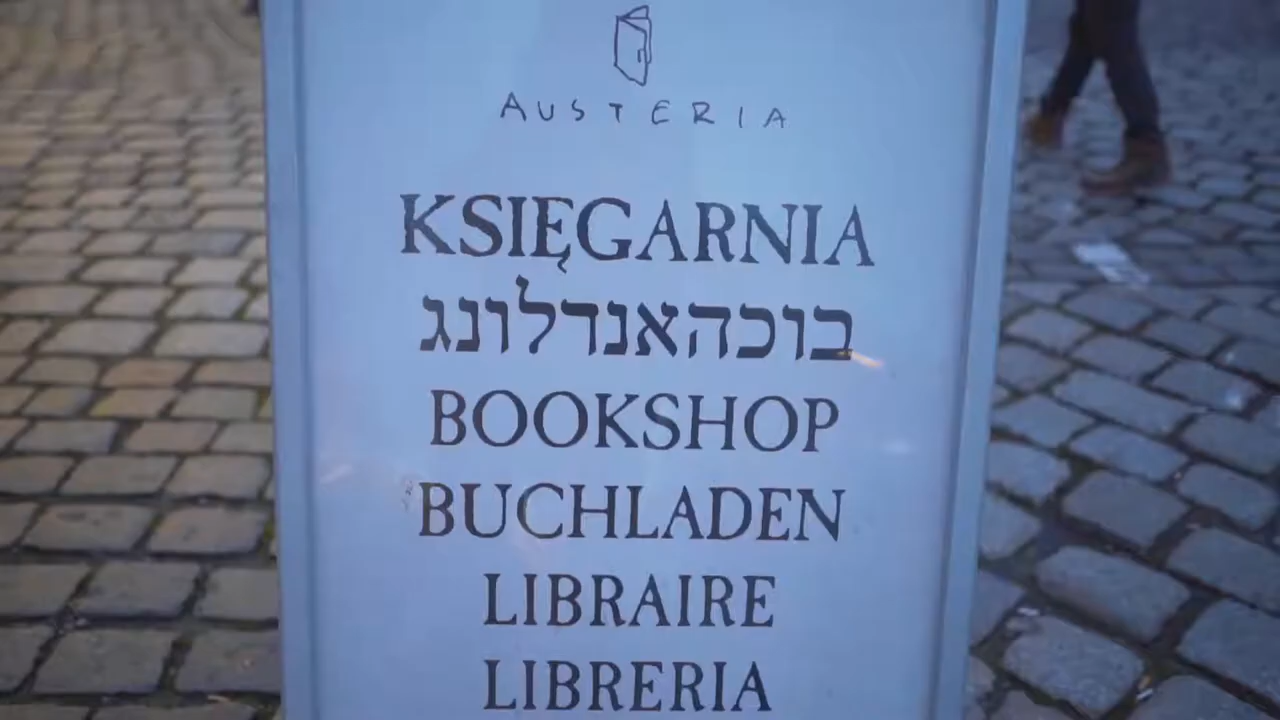 AUSTERIA
KSIĘGARNIA
בוכהאנדלונג
BOOKSHOP
BUCHLADEN
LIBRAIRE
LIBRERIA